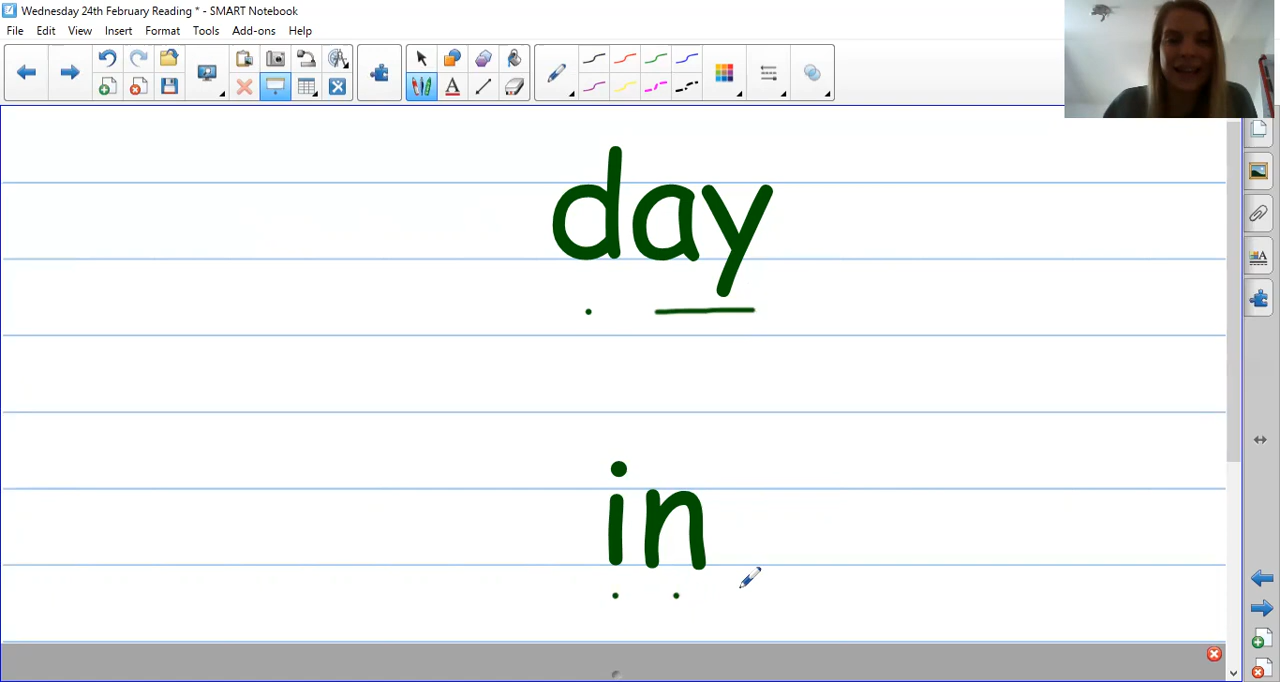 Wednesday 24th February Reading * - SMART Notebook
File Edit View Insert Format Tools Add-ons Help
day
in